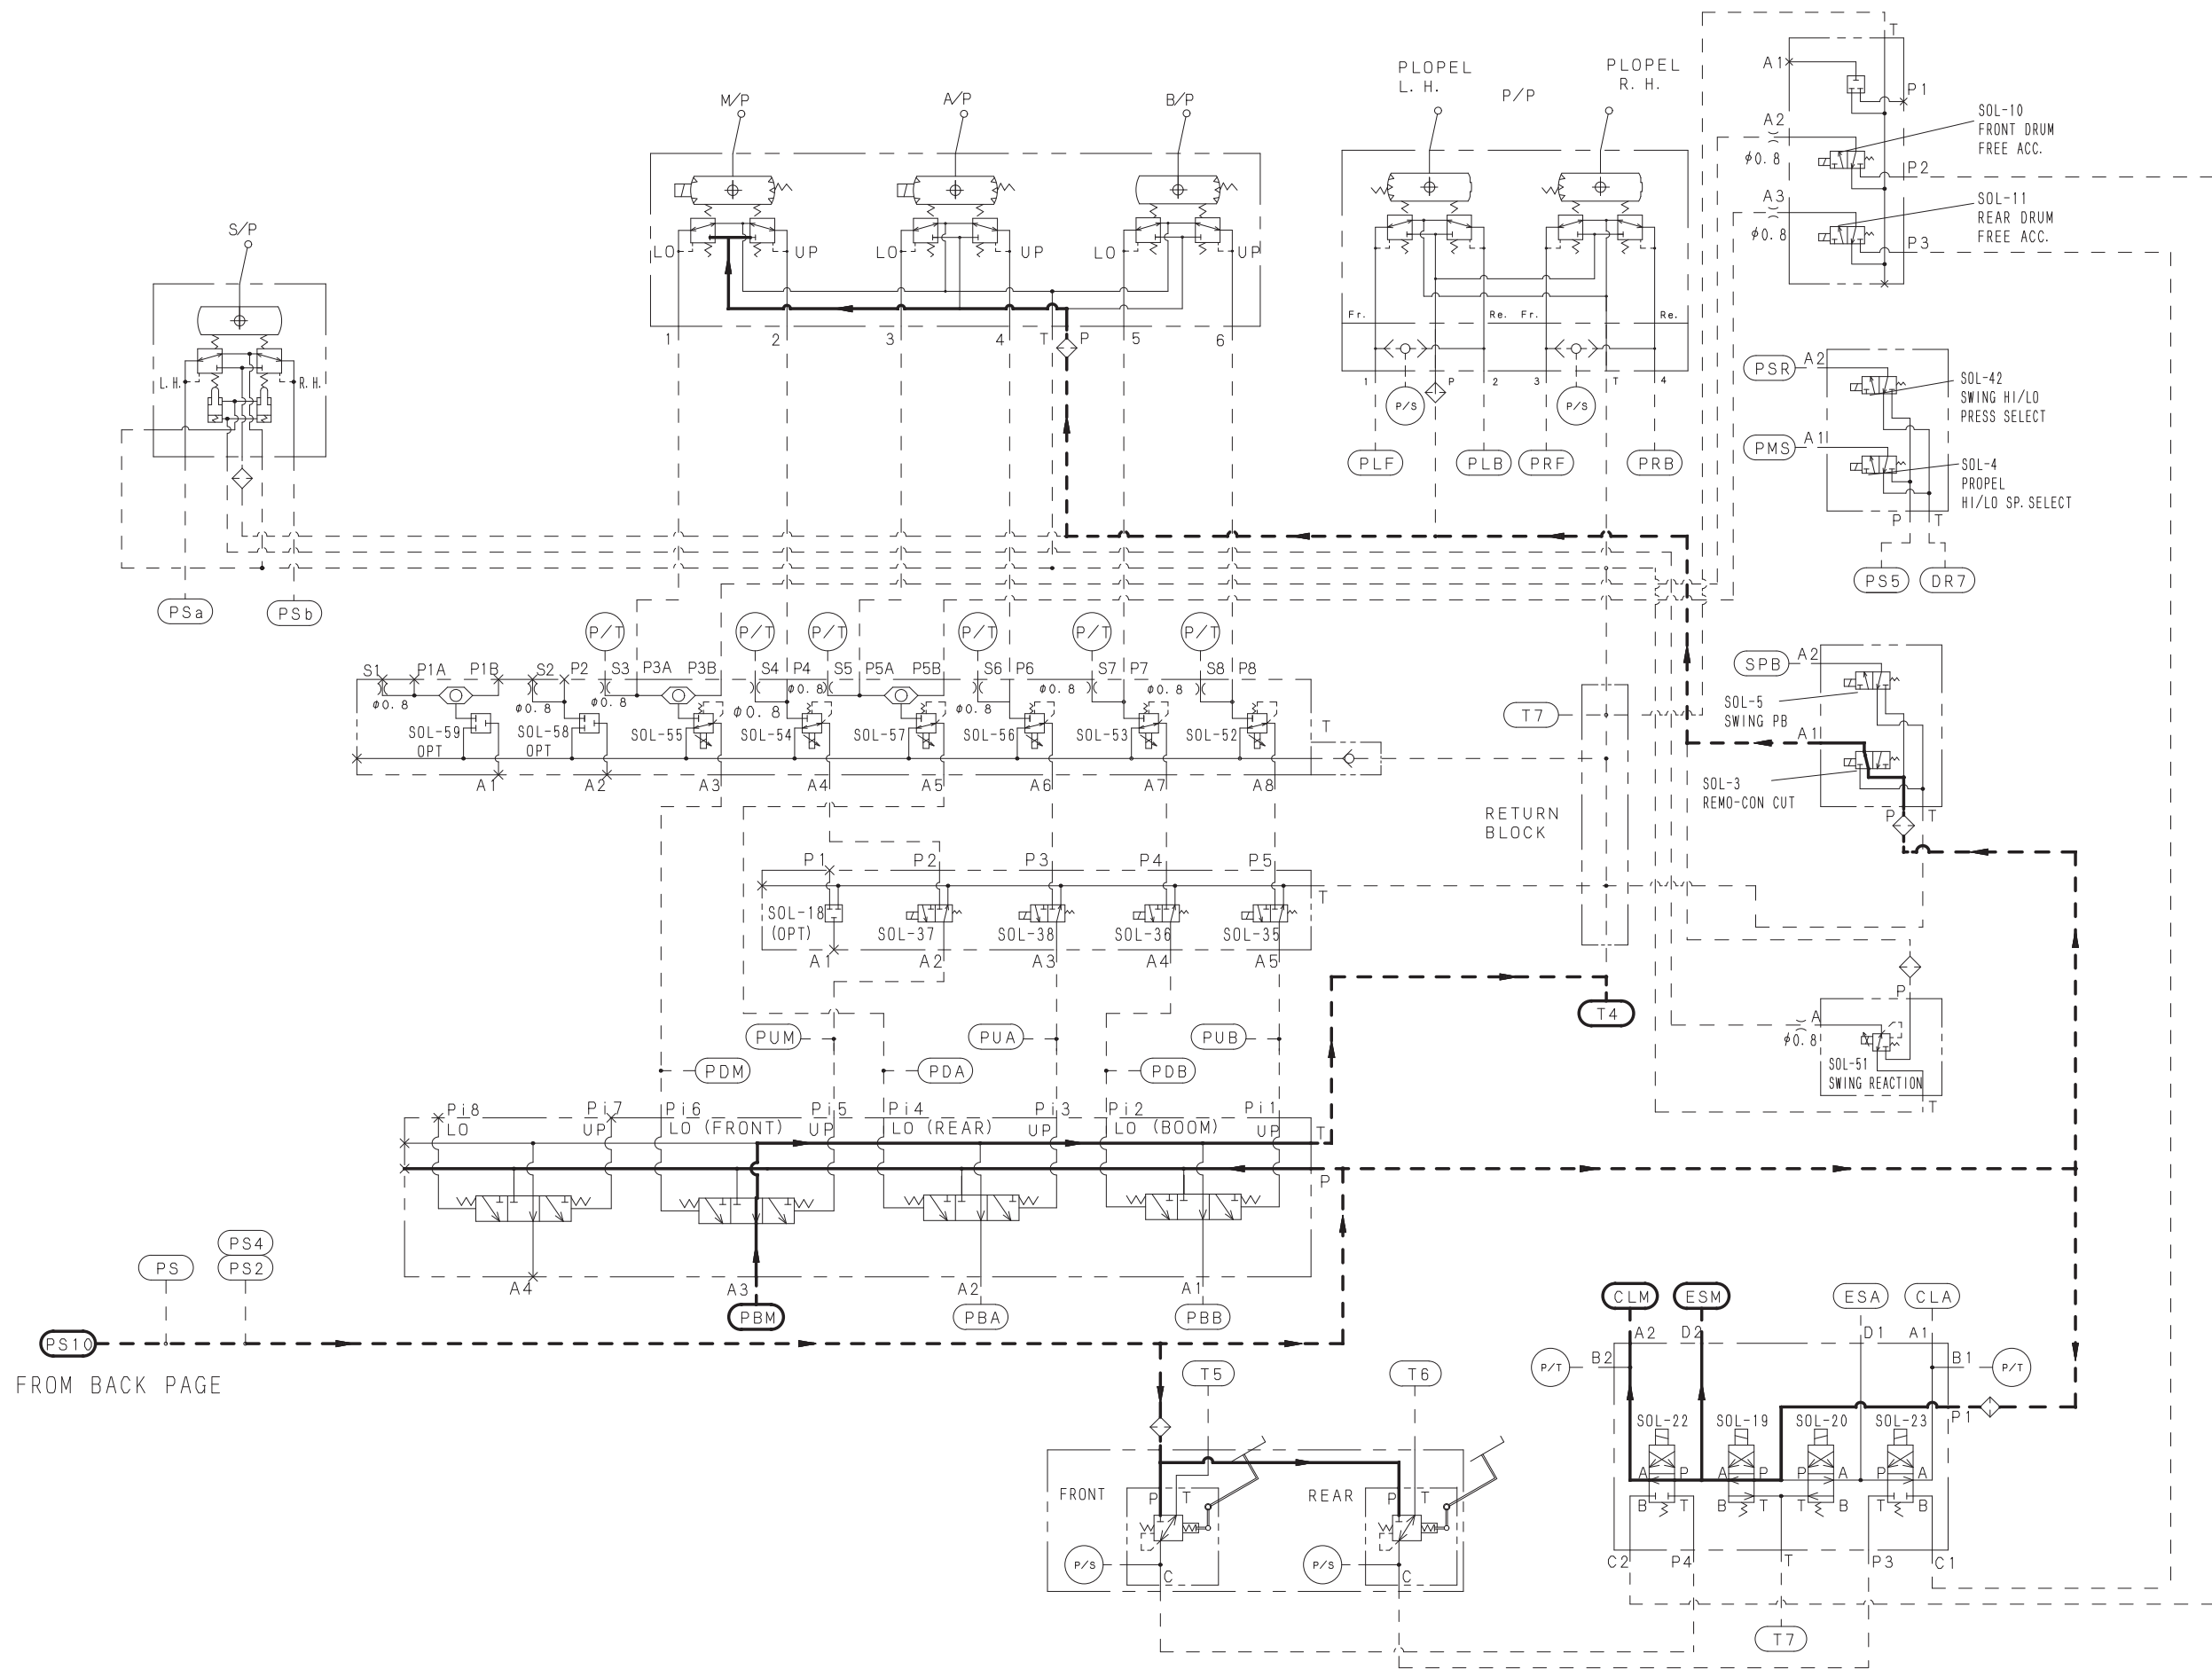 PLOPEL
L. H.
P/P
PLOPEL
R. H.
M/P
A/P
B/P
S/P
T
A1
P1
A2
φ0. 8
SOL-10
FRONT DRUM
FREE ACC.
P2
A3
φ0. 8
SOL-11
REAR DRUM
FREE ACC.
P3
LO
UP
LO
UP
LO
UP
L. H.
R. H.
1
2
3
4
T
P
5
6
Fr.
Re.
Fr.
Re.
1
P
2
3
T
4
P/S
P/S
PLF
PLB
PRF
PRB
PSR
A2
SOL-42
SWING HI/LO
PRESS SELECT
PMS
A1
SOL-4
PROPEL
HI/LO SP. SELECT
P
T
PS5
DR7
PSa
PSb
P/T
P/T
P/T
P/T
P/T
P/T
S1
P1A
P1B
S2
P2
S3
P3A
P3B
S4
P4
S5
P5A
P5B
S6
P6
S7
P7
S8
P8
φ0. 8
φ0. 8
φ0. 8
φ0. 8
φ0. 8
φ0. 8
φ0. 8
φ0. 8
SOL-59
OPT
SOL-58
OPT
SOL-55
SOL-54
SOL-57
SOL-56
SOL-53
SOL-52
T
A1
A2
A3
A4
A5
A6
A7
A8
T7
RETURN
BLOCK
SPB
A2
SOL-5
SWING PB
A1
SOL-3
REMO-CON CUT
P
T
P1
P2
P3
P4
P5
T
SOL-18
(OPT)
SOL-37
SOL-38
SOL-36
SOL-35
A1
A2
A3
A4
A5
T4
P
A
φ0. 8
SOL-51
SWING REACTION
T
PUM
PUA
PUB
PDM
PDA
PDB
Pi8
Pi7
Pi6
Pi5
Pi4
Pi3
Pi2
Pi1
LO
UP
LO (FRONT)
UP
LO (REAR)
UP
LO (BOOM)
UP
T
P
A4
A3
A2
A1
PBM
PBA
PBB
PS
PS4
PS2
PS10
FROM BACK PAGE
T5
T6
FRONT
P
T
REAR
P
T
P/S
P/S
C
C
CLM
ESM
ESA
CLA
A2
D2
D1
A1
P/T
B2
B1
P/T
P1
SOL-22
SOL-19
SOL-20
SOL-23
A
P
A
P
P
A
P
A
B
T
B
T
T
B
T
B
C2
P4
T
P3
C1
T7